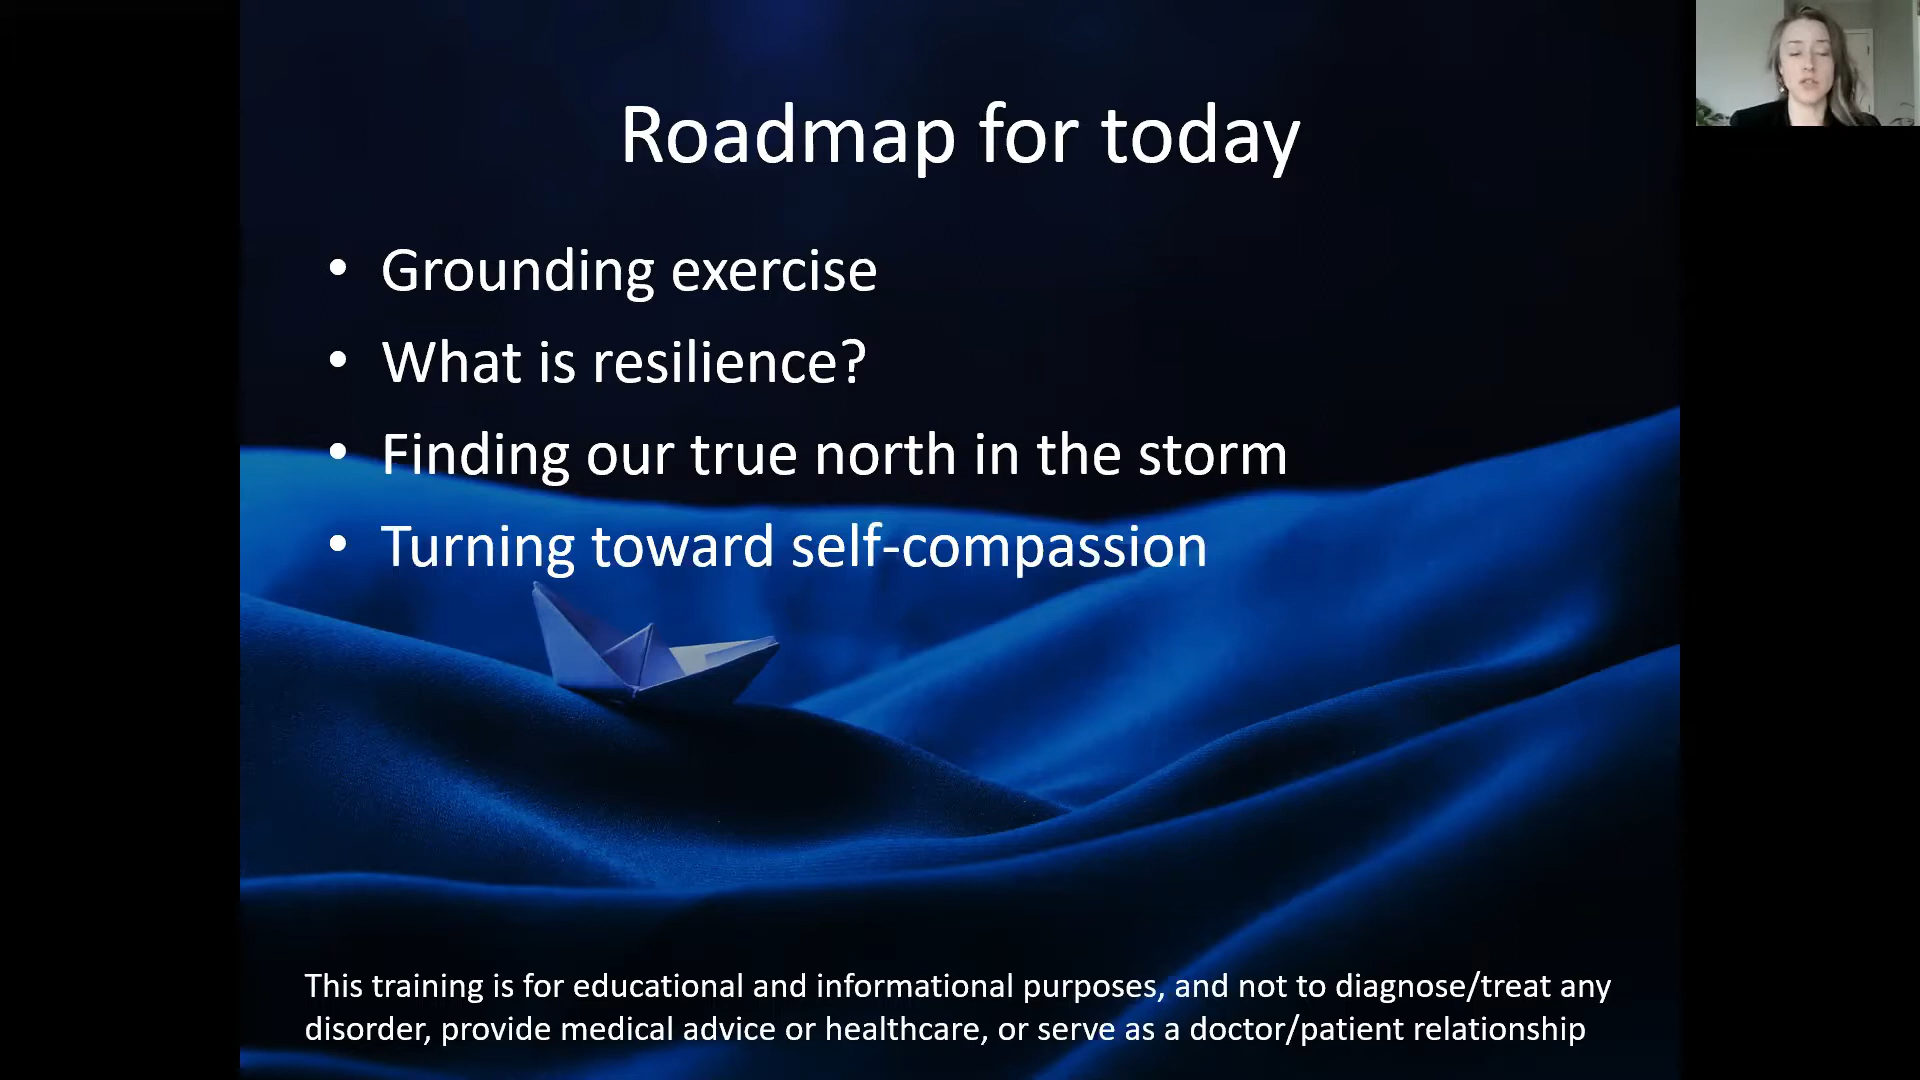 Roadmap for today
• Grounding exercise
• What is resilience?
• Finding our true north in the storm
• Turning toward self-compassion
This training is for educational and informational purposes, and not to diagnose/treat any
disorder, provide medical advice or healthcare, or serve as a doctor/patient relationship